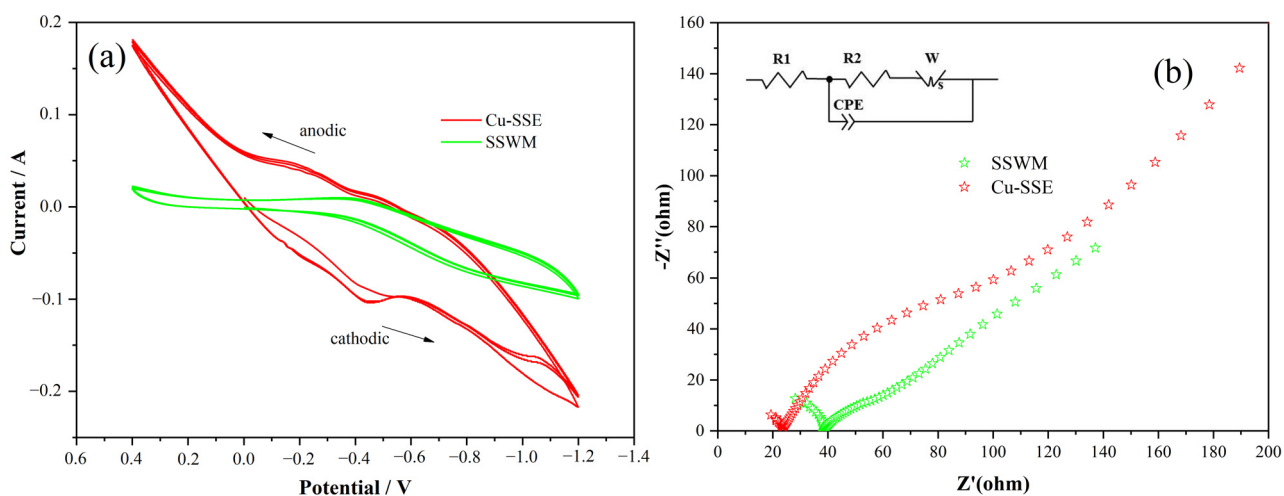 (a)
Current / A
0.2
0.1
0.0
−0.1
−0.2
Cu-SSE
SSWM
anodic
cathodic
0.6 0.4 0.2 0.0 −0.2 −0.4 −0.6 −0.8 −1.0 −1.2 −1.4
Potential / V
(b)
-Z''(ohm)
160
140
120
100
80
60
40
20
0
R1 R2 W
s
CPE
SSWM
Cu-SSE
0 20 40 60 80 100 120 140 160 180 200
Z'(ohm)